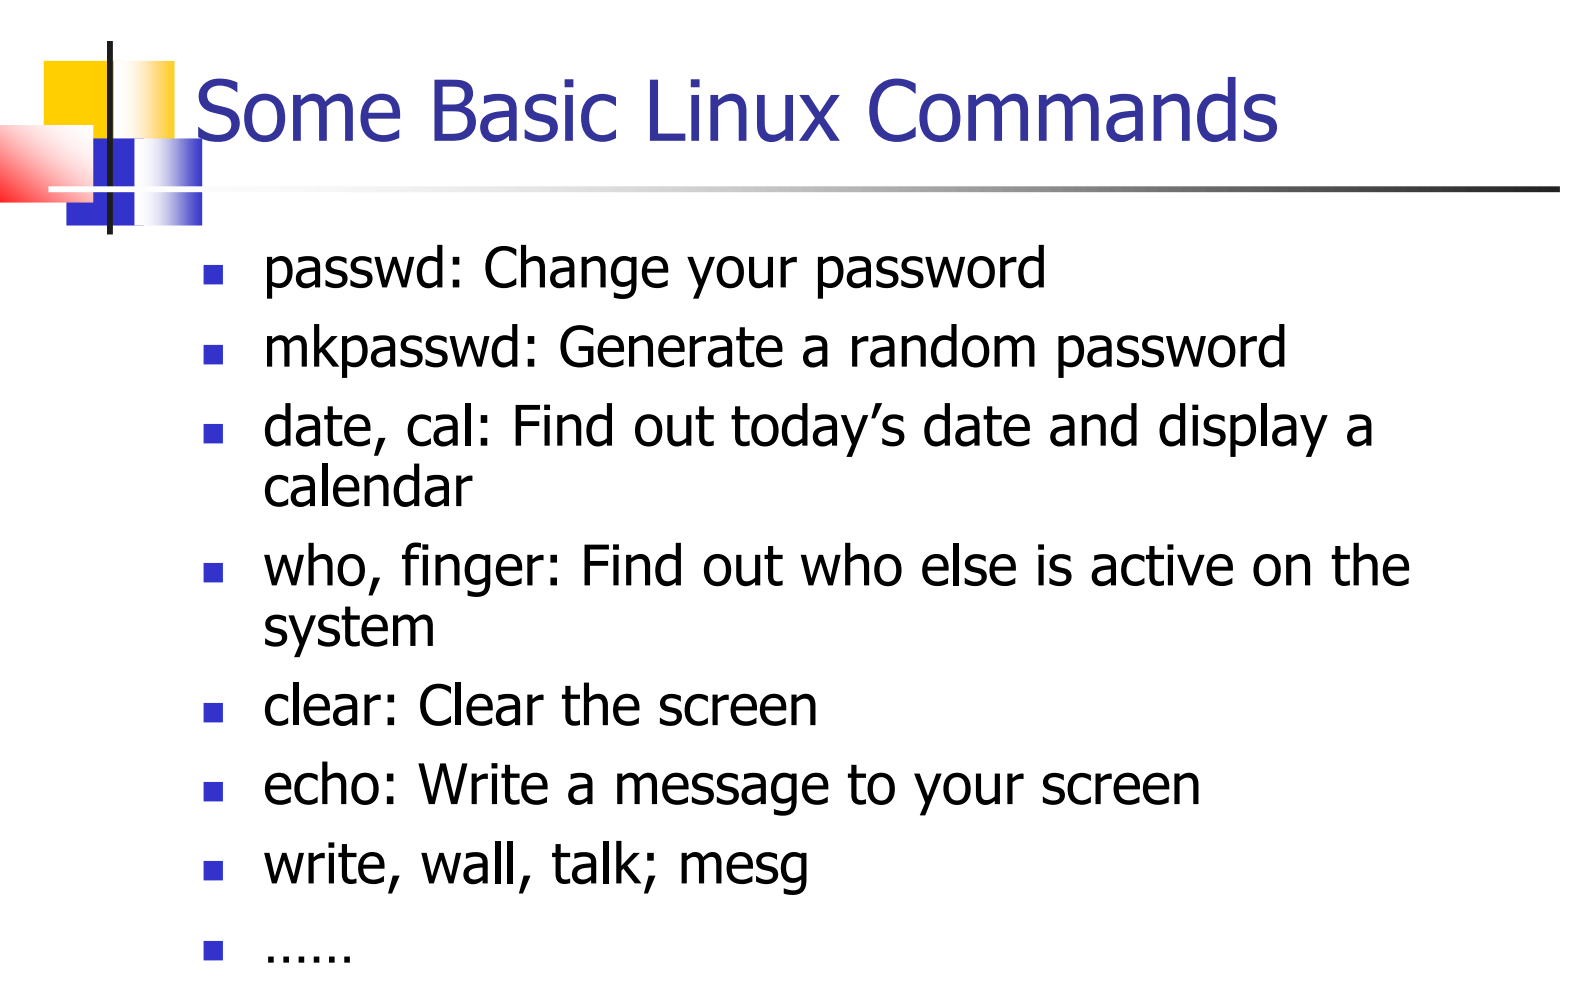 Some Basic Linux Commands
passwd: Change your password
mkpasswd: Generate a random password
date, cal: Find out today’s date and display a
calendar
who, finger: Find out who else is active on the
system
clear: Clear the screen
echo: Write a message to your screen
write, wall, talk; mesg
……